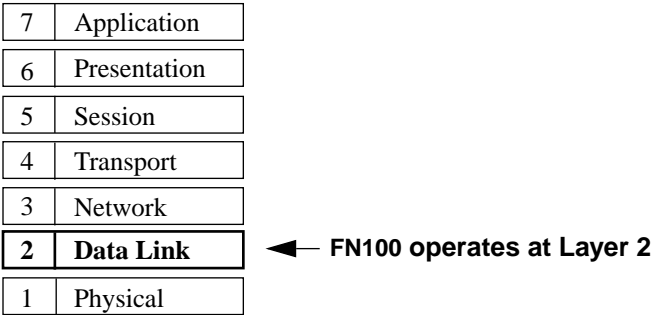 7 Application
6 Presentation
5 Session
4 Transport
3 Network
2 Data Link FN100 operates at Layer 2
1 Physical